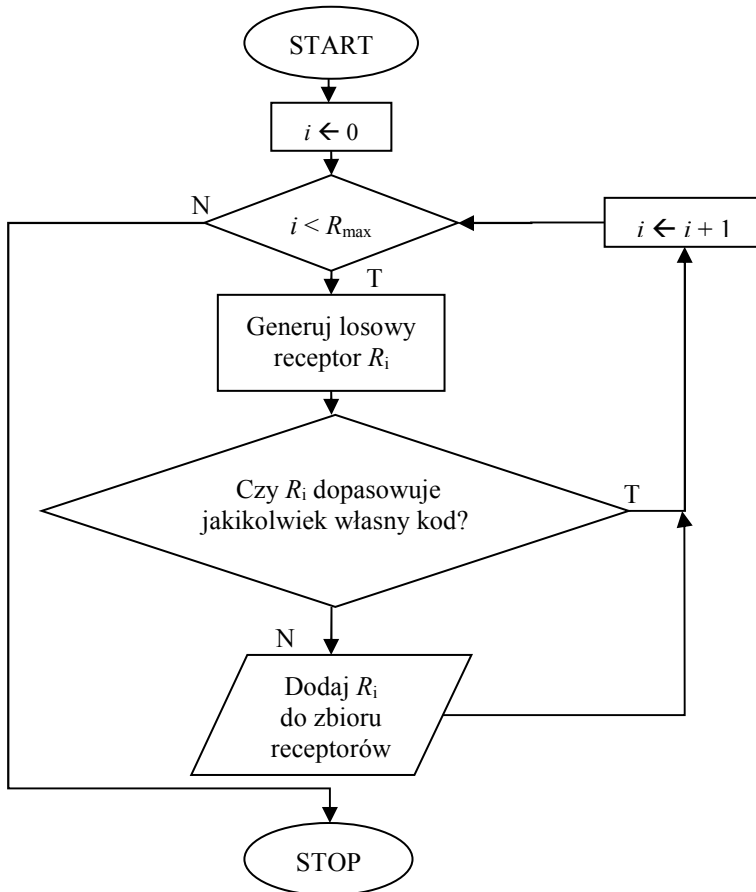 START
i ← 0
N
i < Rmax
i ← i + 1
T
Generuj losowy
receptor Ri
Czy Ri dopasowuje
jakikolwiek własny kod?
T
N
Dodaj Ri
do zbioru
receptorów
STOP